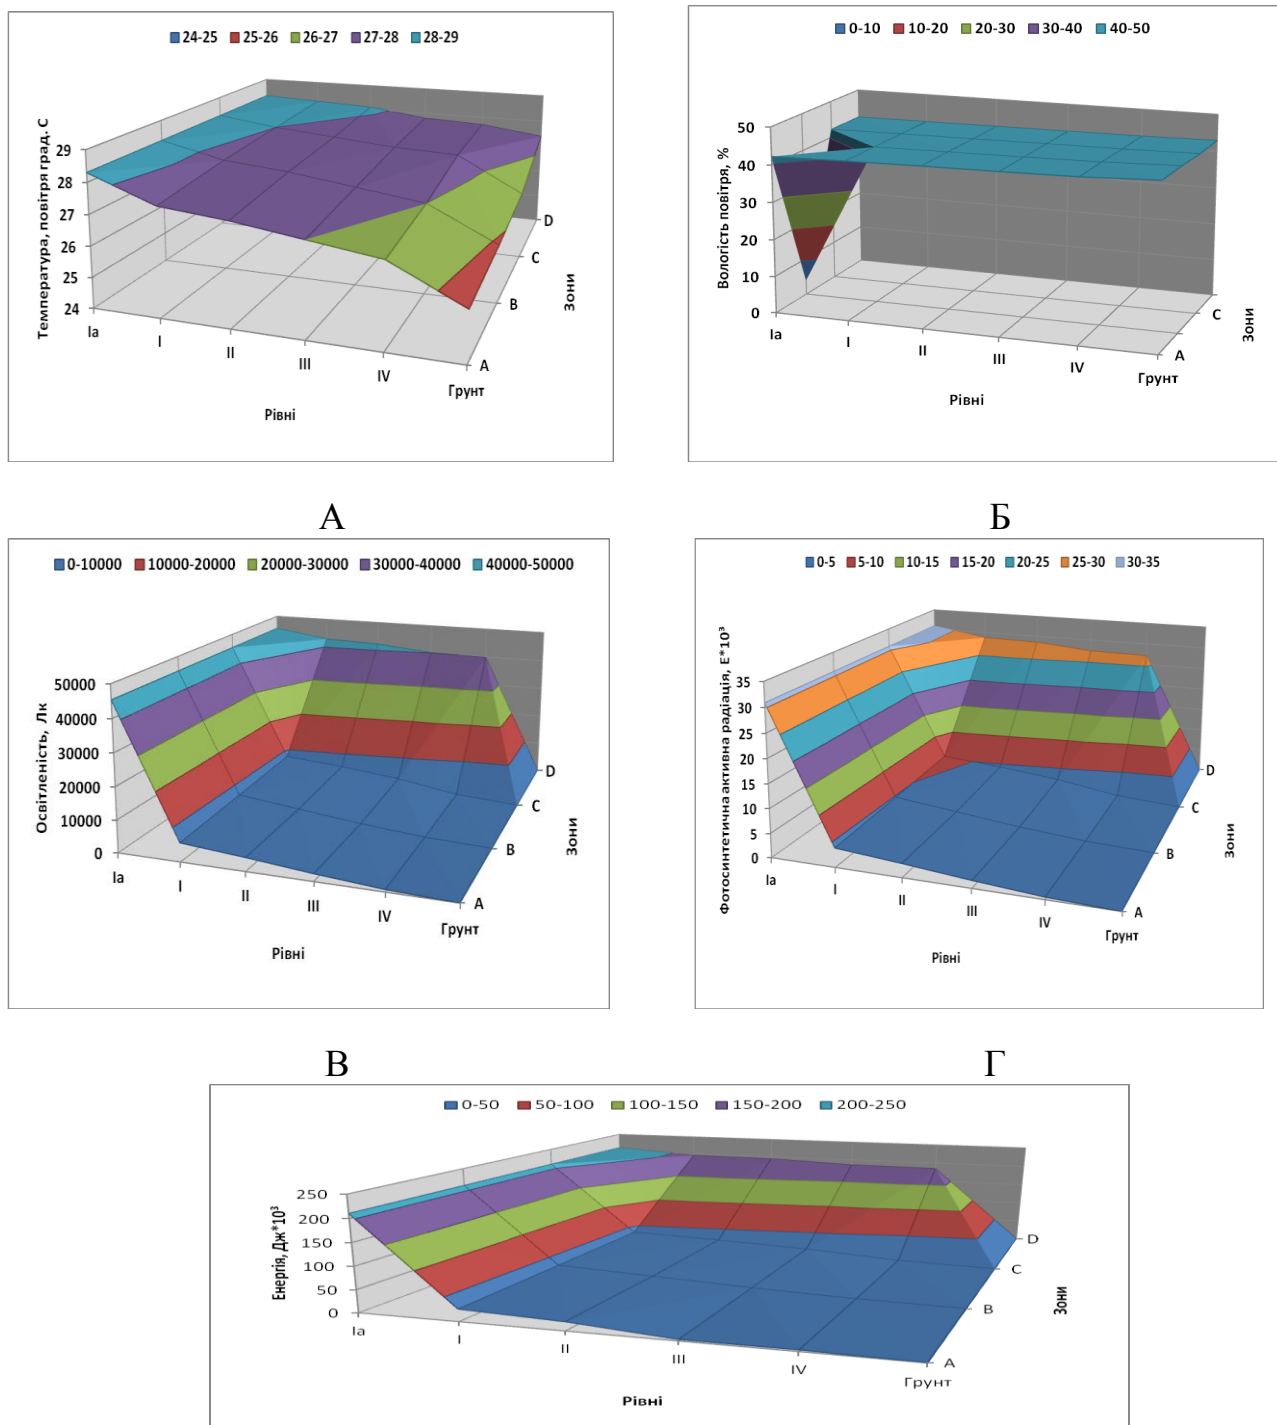 24-25 25-26 26-27 27-28 28-29
Температура, повітря град. С
29
28
27
26
25
24
Ia
I
II
III
IV
Грунт
A
B
C
D
Рівні
Зони
А
0-10 10-20 20-30 30-40 40-50
Вологість повітря, %
50
40
30
20
10
0
Ia
I
II
III
IV
Грунт
A
C
Рівні
Зони
Б
0-10000 10000-20000 20000-30000 30000-40000 40000-50000
Освітленість, Лк
50000
40000
30000
20000
10000
0
Ia
I
II
III
IV
Грунт
A
B
C
D
Рівні
Зони
В
0-5 5-10 10-15 15-20 20-25 25-30 30-35
Фотосинтетична активна радіація, Е*10³
35
30
25
20
15
10
5
0
Ia
I
II
III
IV
Грунт
A
B
C
D
Рівні
Зони
Г
0-50 50-100 100-150 150-200 200-250
Енергія, Дж*10³
250
200
150
100
50
0
Ia
I
II
III
IV
Грунт
A
B
C
D
Рівні
Зони